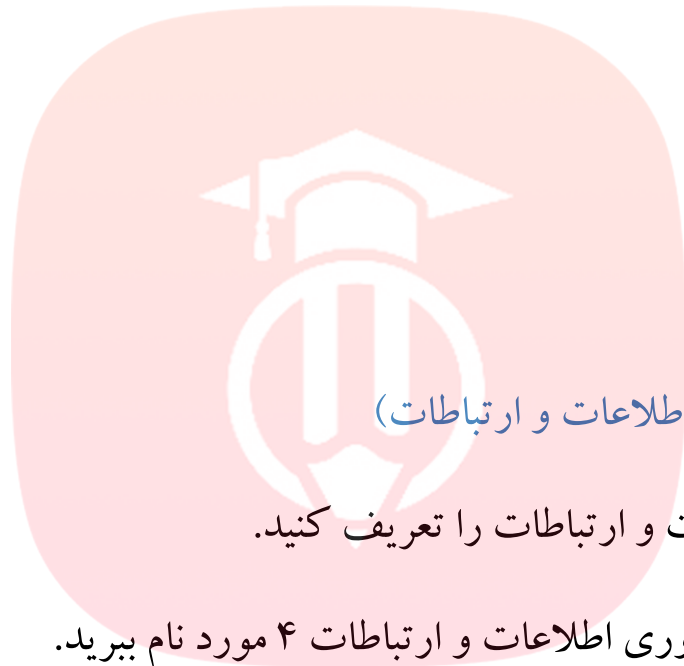 طلاعات و ارتباطات)
ت و ارتباطات را تعریف کنید.
وری اطلاعات و ارتباطات ۴ مورد نام ببرید.